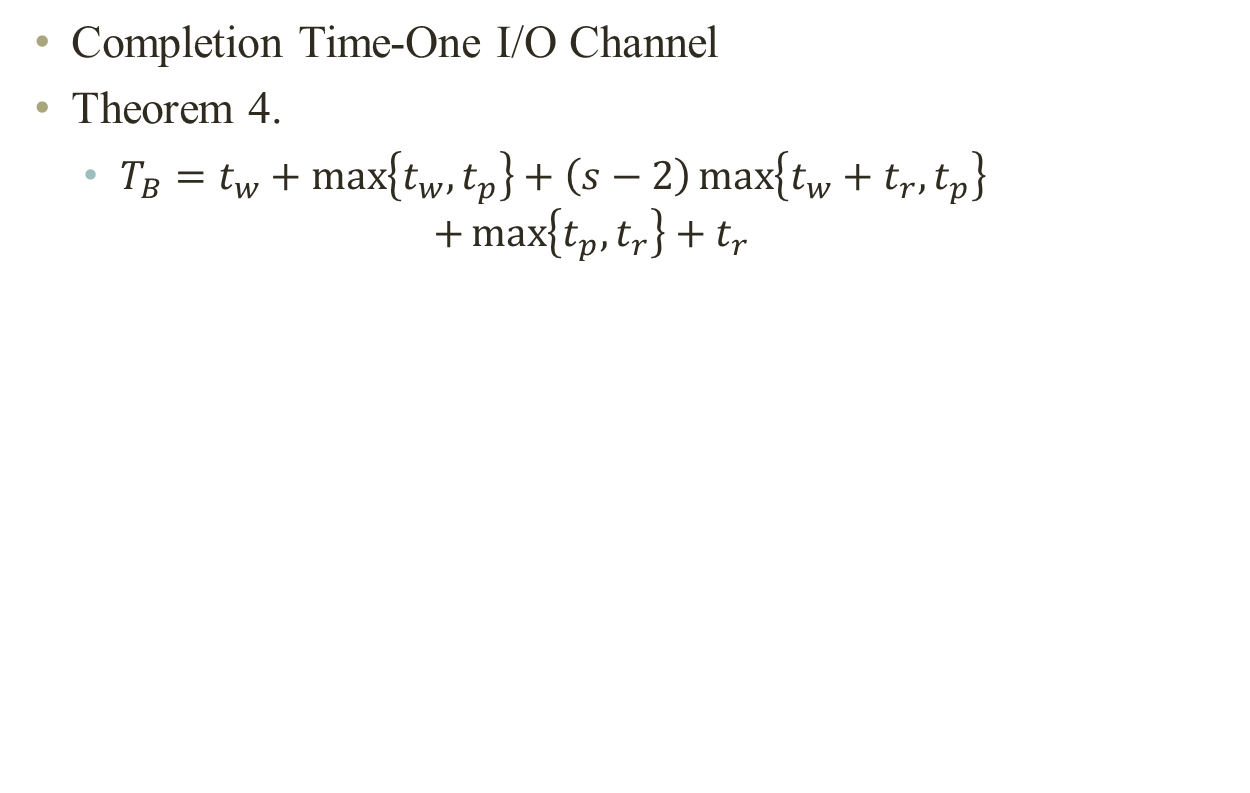 • Completion Time-One I/O Channel
• Theorem 4.
• $T_B = t_w + \max\{t_w, t_p\} + (s - 2)\max\{t_w + t_r, t_p\}$
$+ \max\{t_p, t_r\} + t_r$